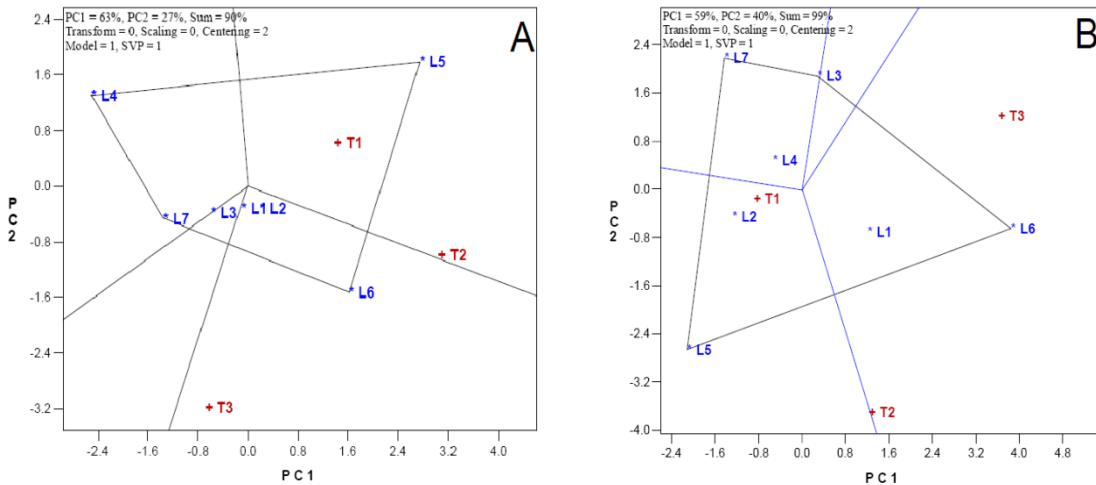 PC1 = 63%, PC2 = 27%, Sum = 90%
Transform = 0, Scaling = 0, Centering = 2
Model = 1, SVP = 1
A
2.4
1.6
0.8
0.0
-0.8
-1.6
-2.4
-3.2
P
C
2
* L5
* L4
+ T1
* L7
* L3
* L1 * L2
+ T2
* L6
+ T3
-2.4 -1.6 -0.8 0.0 0.8 1.6 2.4 3.2 4.0
P C 1
PC1 = 59%, PC2 = 40%, Sum = 99%
Transform = 0, Scaling = 0, Centering = 2
Model = 1, SVP = 1
B
2.4
1.6
0.8
0.0
-0.8
-1.6
-2.4
-3.2
-4.0
P
C
2
* L7
* L3
+ T3
* L4
+ T1
* L2
* L1
* L6
* L5
+ T2
-2.4 -1.6 -0.8 0.0 0.8 1.6 2.4 3.2 4.0 4.8
P C 1